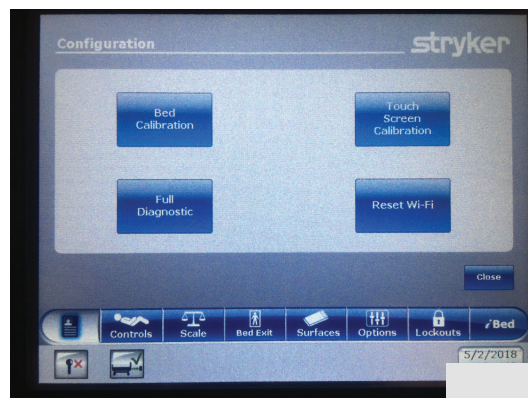 Configuration
stryker
Bed
Calibration
Touch
Screen
Calibration
Full
Diagnostic
Reset Wi-Fi
Close
Controls
Scale
Bed Exit
Surfaces
Options
Lockouts
iBed
5/2/2018